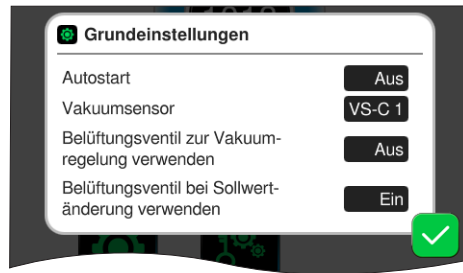 Grundeinstellungen
Autostart Aus
Vakuumsensor VS-C 1
Belüftungsventil zur Vakuum-
regelung verwenden Aus
Belüftungsventil bei Sollwert-
änderung verwenden Ein